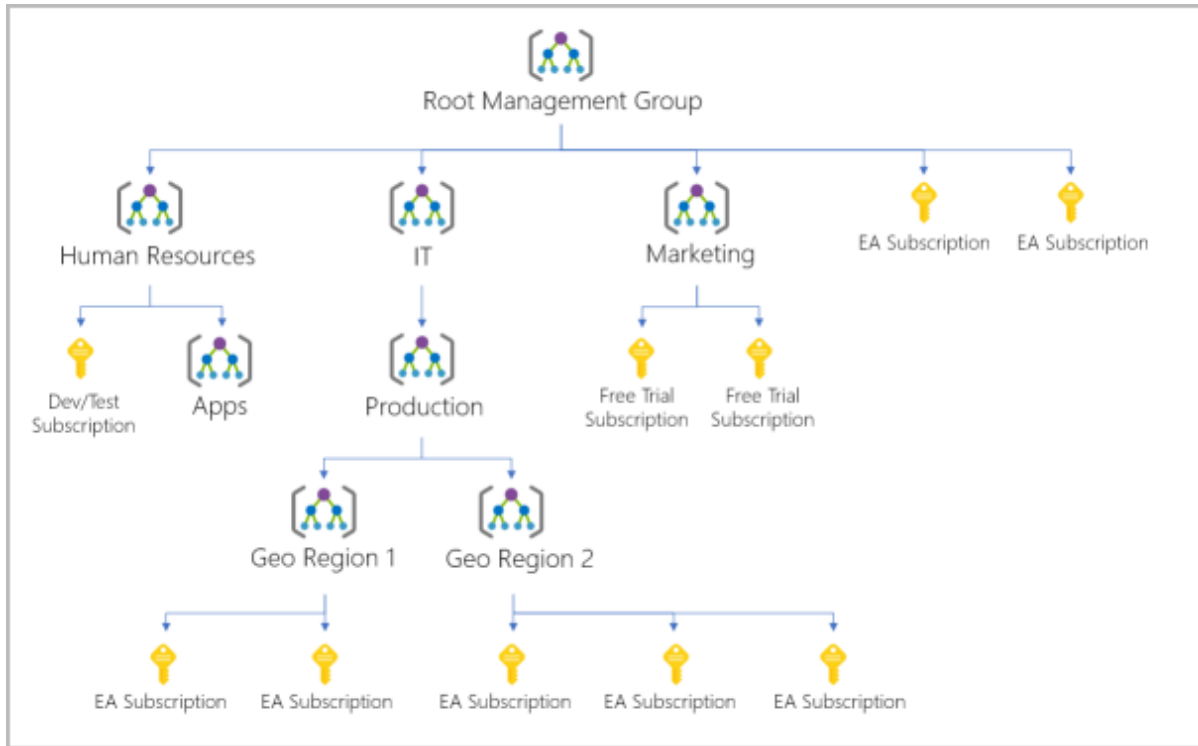 Root Management Group
Human Resources
IT
Marketing
EA Subscription
EA Subscription
Dev/Test
Subscription
Apps
Production
Free Trial
Subscription
Free Trial
Subscription
Geo Region 1
Geo Region 2
EA Subscription
EA Subscription
EA Subscription
EA Subscription
EA Subscription